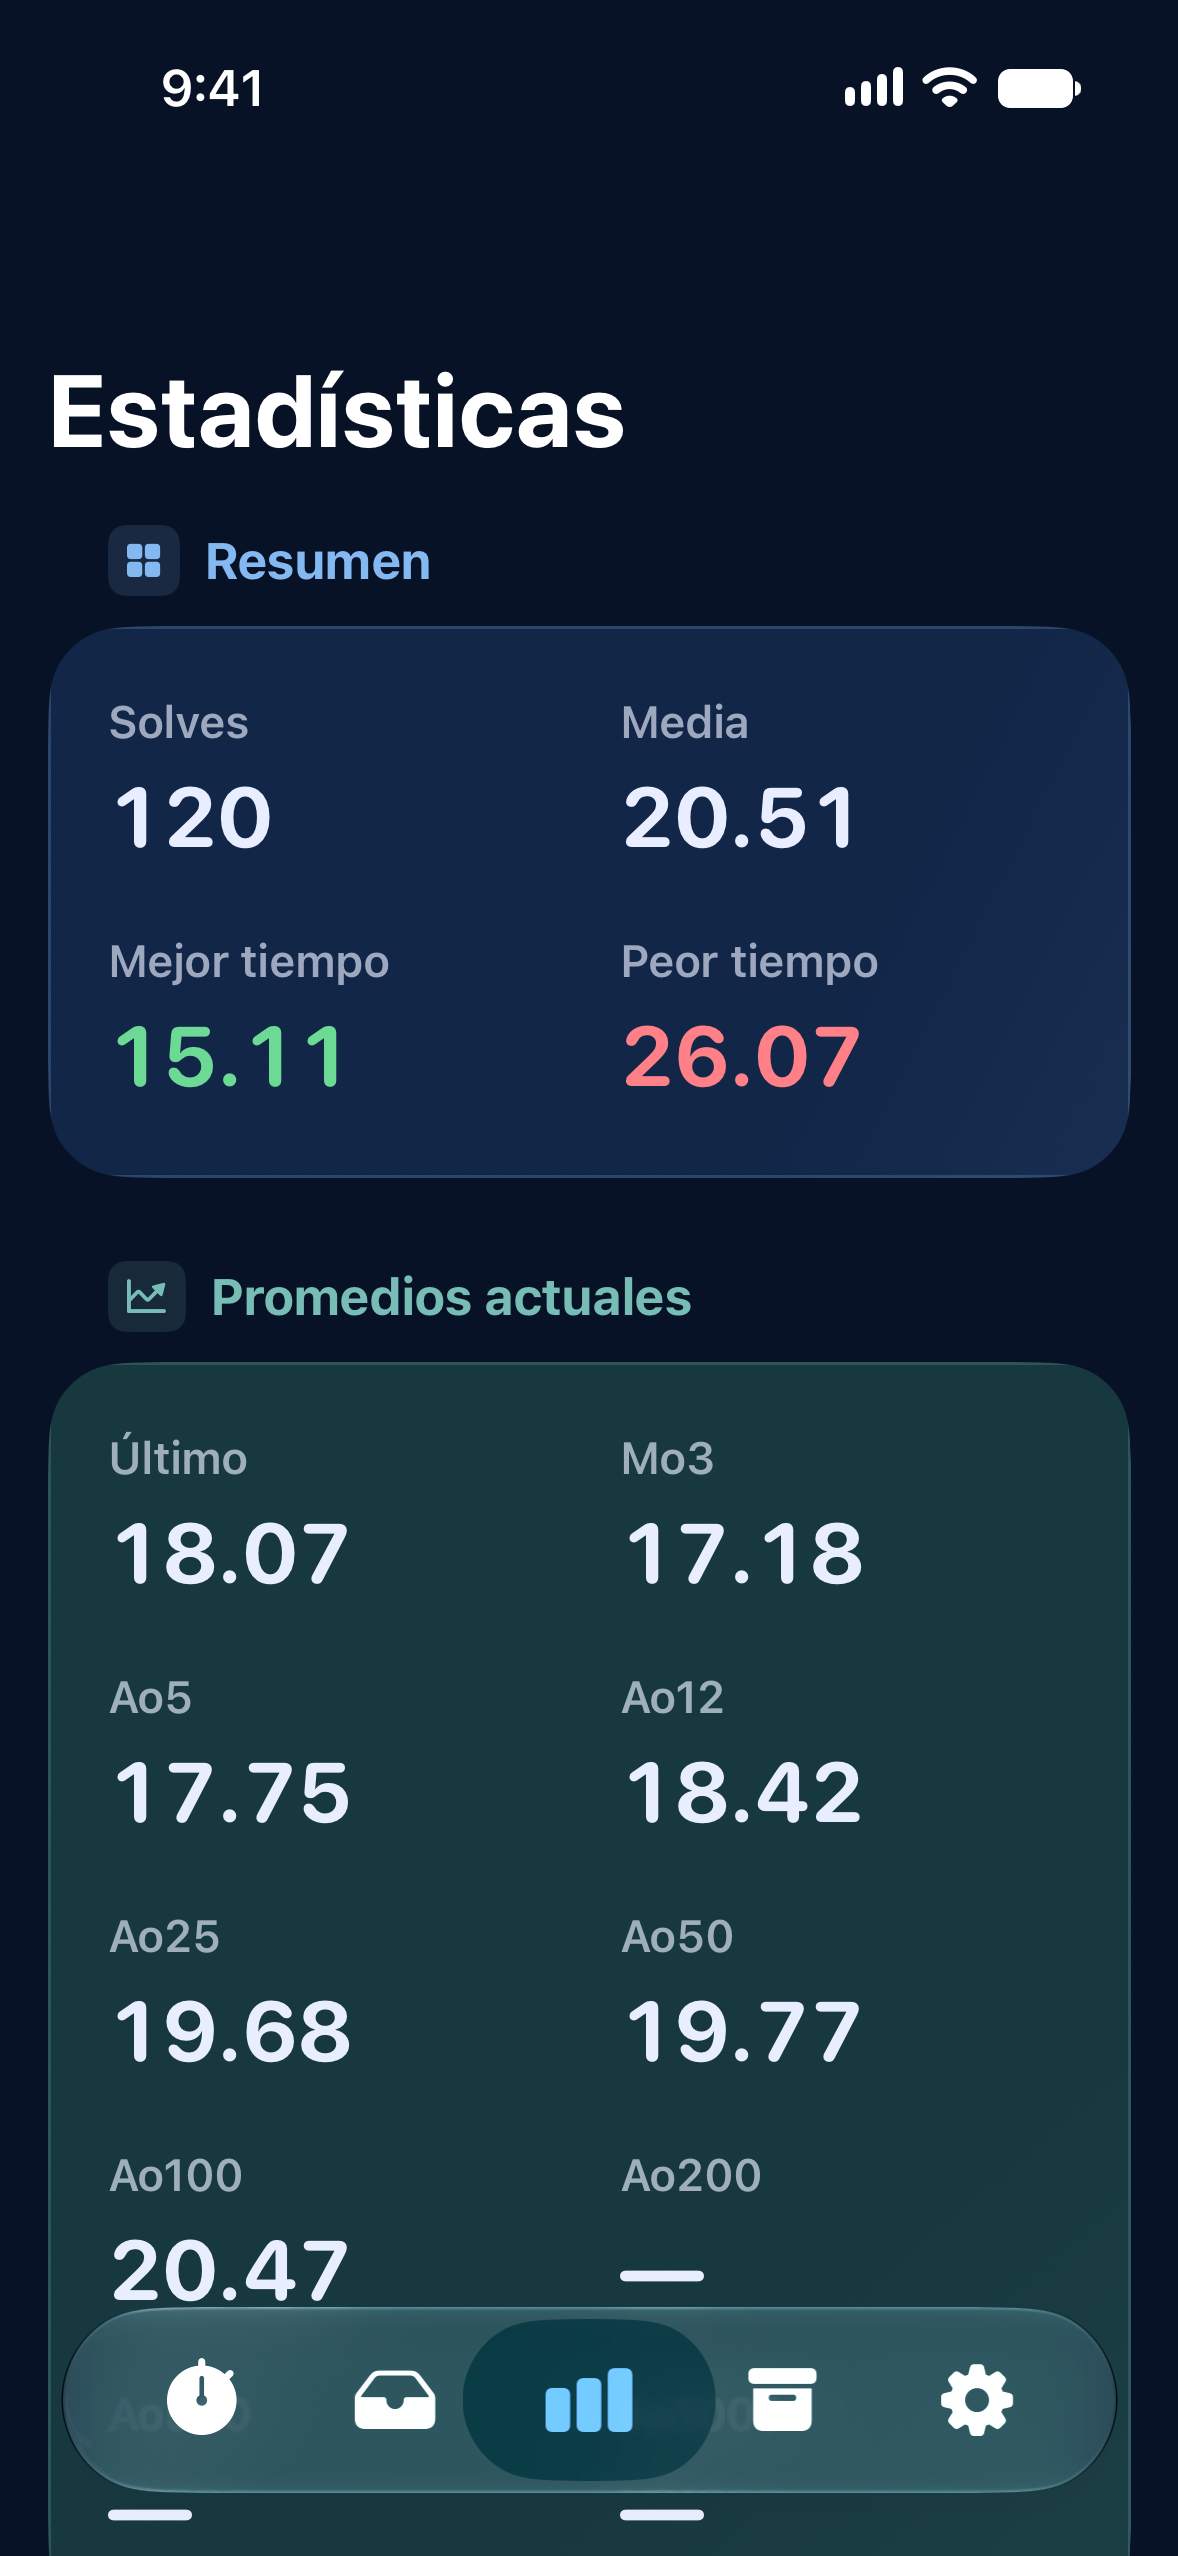 9:41
Estadísticas
Resumen
Solves Media
120 20.51
Mejor tiempo Peor tiempo
15.11 26.07
Promedios actuales
Último Mo3
18.07 17.18
Ao5 Ao12
17.75 18.42
Ao25 Ao50
19.68 19.77
Ao100 Ao200
20.47 —
— —